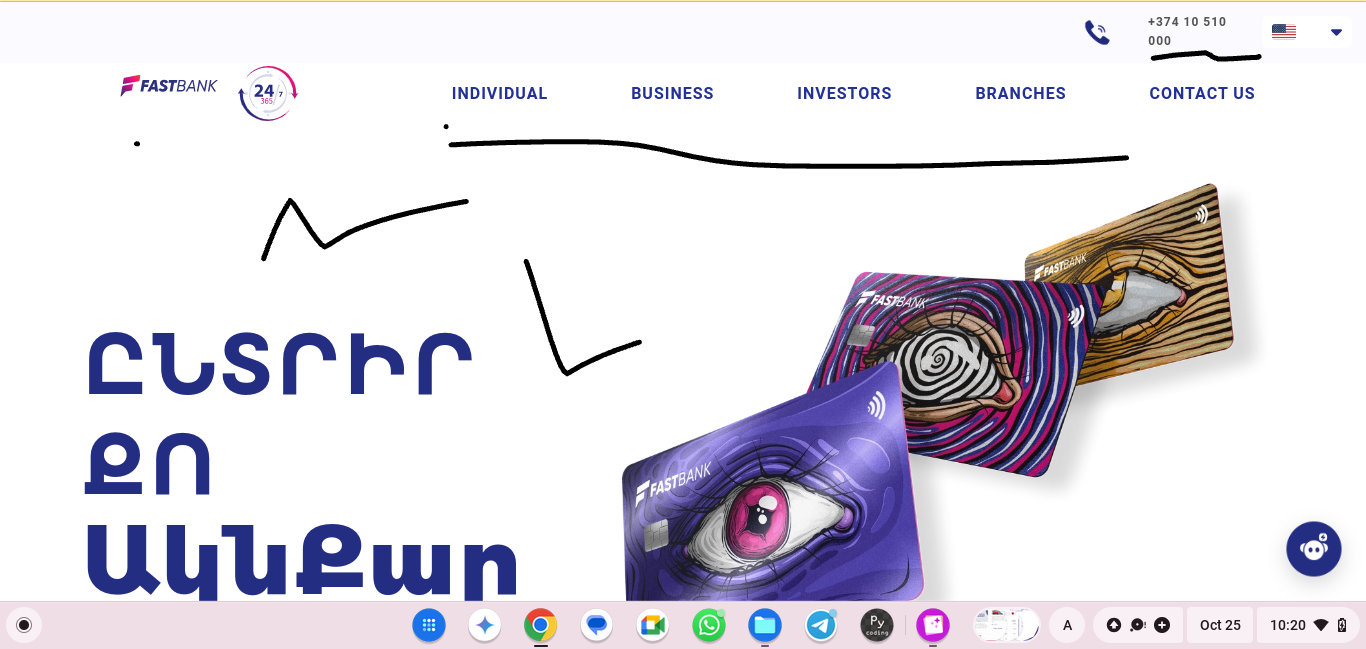 +374 10 510
000
FASTBANK
24/7
365
INDIVIDUAL
BUSINESS
INVESTORS
BRANCHES
CONTACT US
ԸՆՏՐԻՐ
ՔՈ
ԱկնՔար
FASTBANK
FASTBANK
FASTBANK
Py
coding
A
Oct 25
10:20